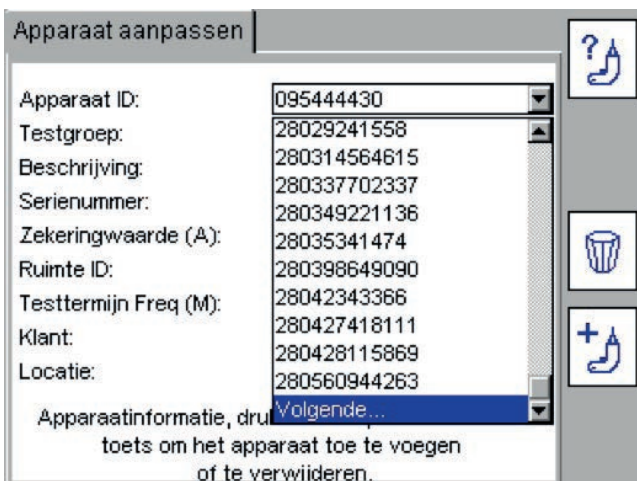 Apparaat aanpassen
?
Apparaat ID: 095444430
Testgroep:
Beschrijving:
Serienummer:
Zekeringwaarde (A):
Ruimte ID:
Testtermijn Freq (M):
Klant:
Locatie:
28029241558
280314564615
280337702337
280349221136
28035341474
280398649090
28042343366
280427418111
280428115869
280560944263
Volgende...
+
Apparaatinformatie, dru
toets om het apparaat toe te voegen
of te verwijderen.